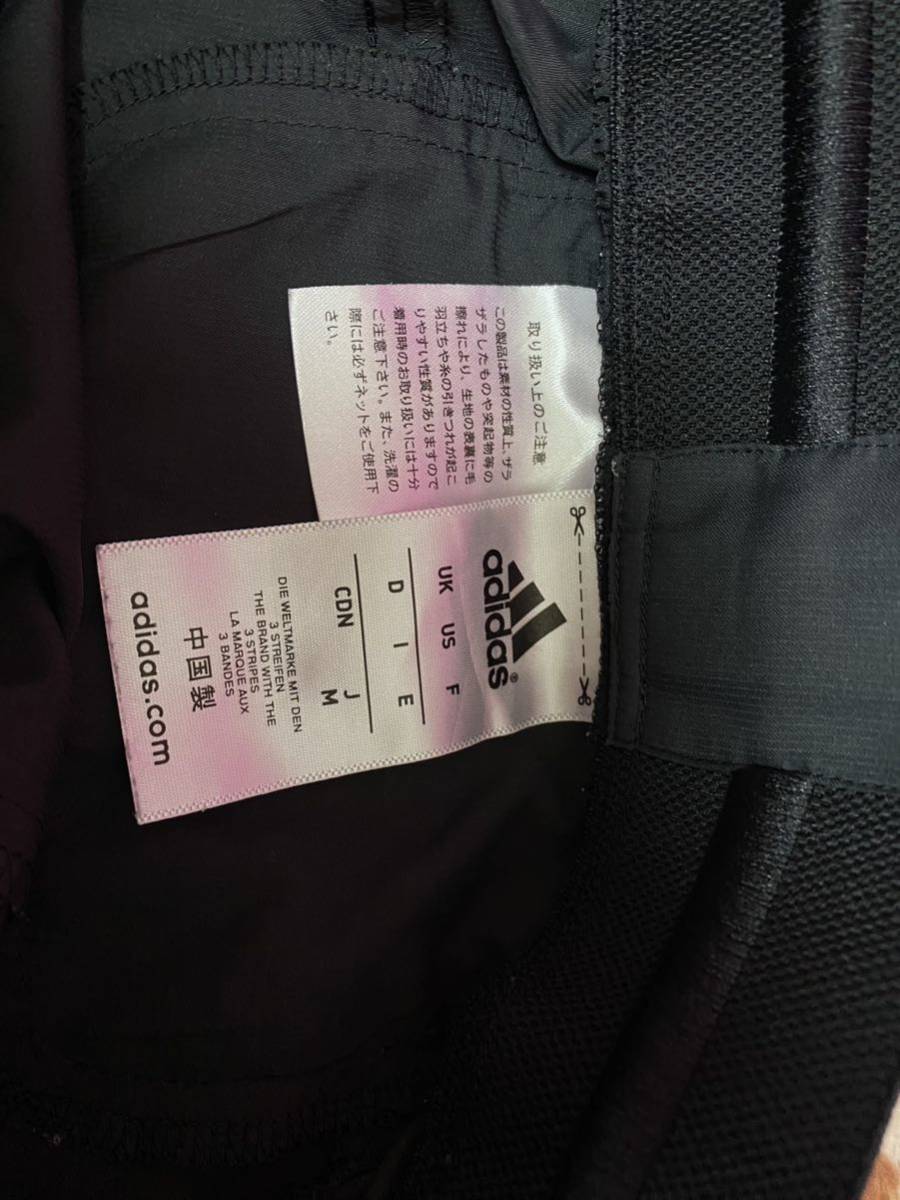 取り扱い上のご注意
この製品は素材の性質上、ザラ
ザラしたものや突起物等の
擦れにより、生地の表裏に毛
羽立ちや糸の引きつれが起こ
りやすい性質がありますので
着用時のお取り扱いには十分
ご注意下さい。また、洗濯の
際には必ずネットをご使用下
さい。
adidas®
UK US F
D I E
CDN J
M
DIE WELTMARKE MIT DEN
3 STREIFEN
THE BRAND WITH THE
3 STRIPES
LA MARQUE AUX
3 BANDES
中国製
adidas.com